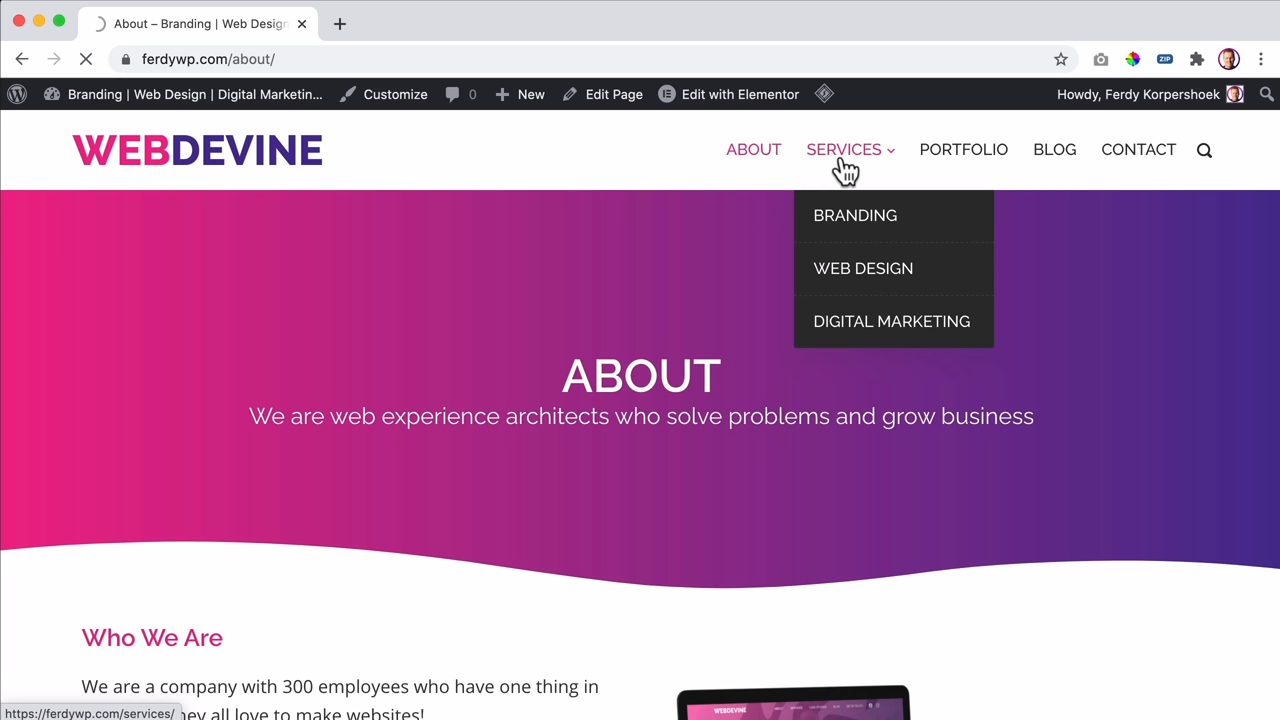 About – Branding | Web Design
ferdywp.com/about/
ZIP
Branding | Web Design | Digital Marketin...
Customize
0
New
Edit Page
Edit with Elementor
Howdy, Ferdy Korpershoek
WEBDEVINE
ABOUT
SERVICES
PORTFOLIO
BLOG
CONTACT
BRANDING
WEB DESIGN
DIGITAL MARKETING
ABOUT
We are web experience architects who solve problems and grow business
Who We Are
We are a company with 300 employees who have one thing in
they all love to make websites!
WEBDEVINE
https://ferdywp.com/services/